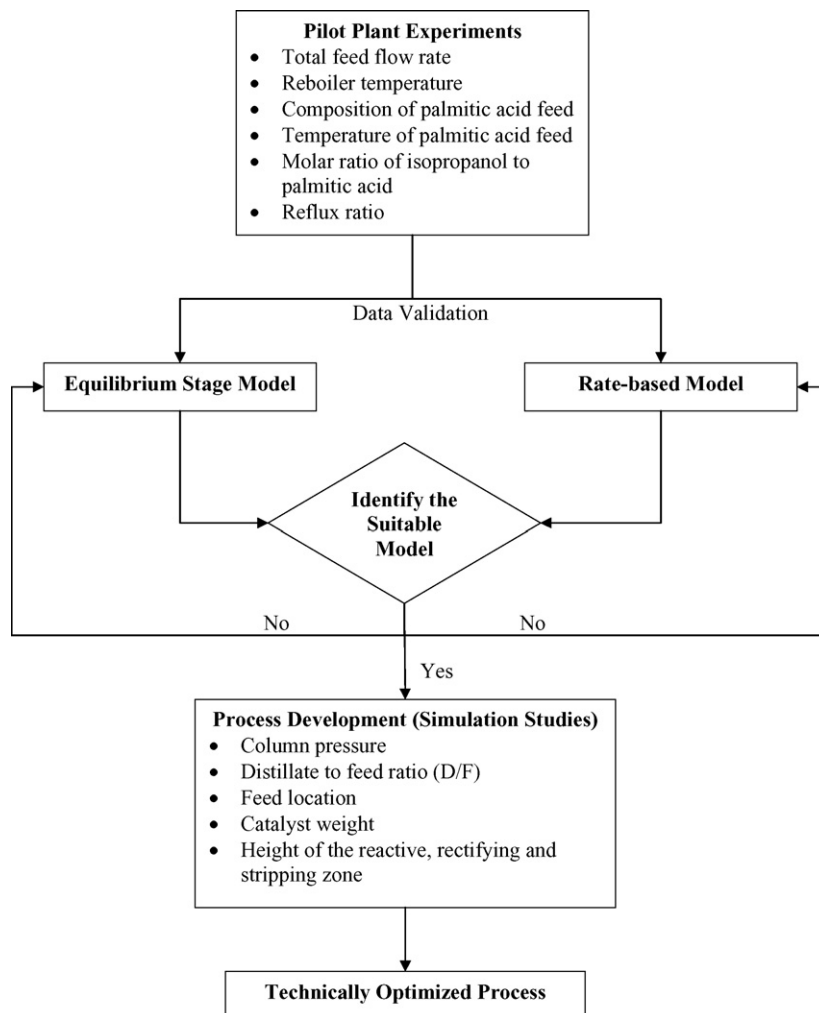 Pilot Plant Experiments
• Total feed flow rate
• Reboiler temperature
• Composition of palmitic acid feed
• Temperature of palmitic acid feed
• Molar ratio of isopropanol to
palmitic acid
• Reflux ratio
Data Validation
Equilibrium Stage Model
Rate-based Model
Identify the
Suitable
Model
No
No
Yes
Process Development (Simulation Studies)
• Column pressure
• Distillate to feed ratio (D/F)
• Feed location
• Catalyst weight
• Height of the reactive, rectifying and
stripping zone
Technically Optimized Process